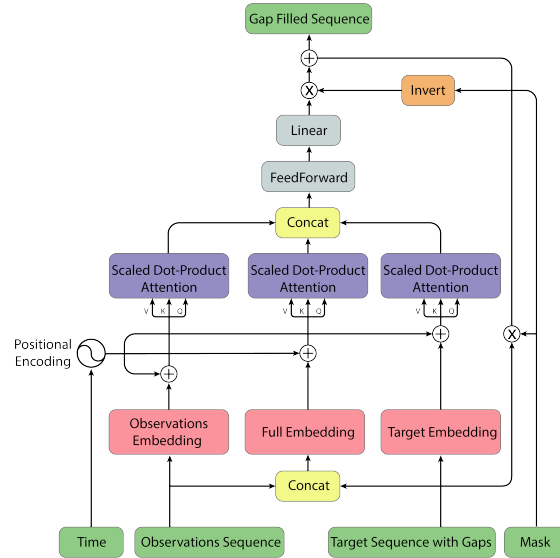 Gap Filled Sequence
+
X
Invert
Linear
FeedForward
Concat
Scaled Dot-Product
Attention
Scaled Dot-Product
Attention
Scaled Dot-Product
Attention
V K Q
V K Q
V K Q
Positional
Encoding
+
+
+
X
Observations
Embedding
Full Embedding
Target Embedding
Concat
Time
Observations Sequence
Target Sequence with Gaps
Mask